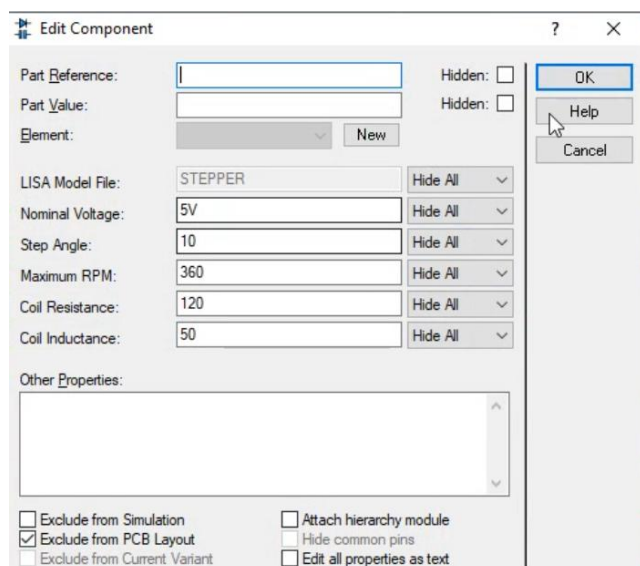 Edit Component
?
Part Reference:
Hidden:
OK
Part Value:
Hidden:
Help
Element:
New
Cancel
LISA Model File:
STEPPER
Hide All
Nominal Voltage:
5V
Hide All
Step Angle:
10
Hide All
Maximum RPM:
360
Hide All
Coil Resistance:
120
Hide All
Coil Inductance:
50
Hide All
Other Properties:
Exclude from Simulation
Attach hierarchy module
Exclude from PCB Layout
Hide common pins
Exclude from Current Variant
Edit all properties as text